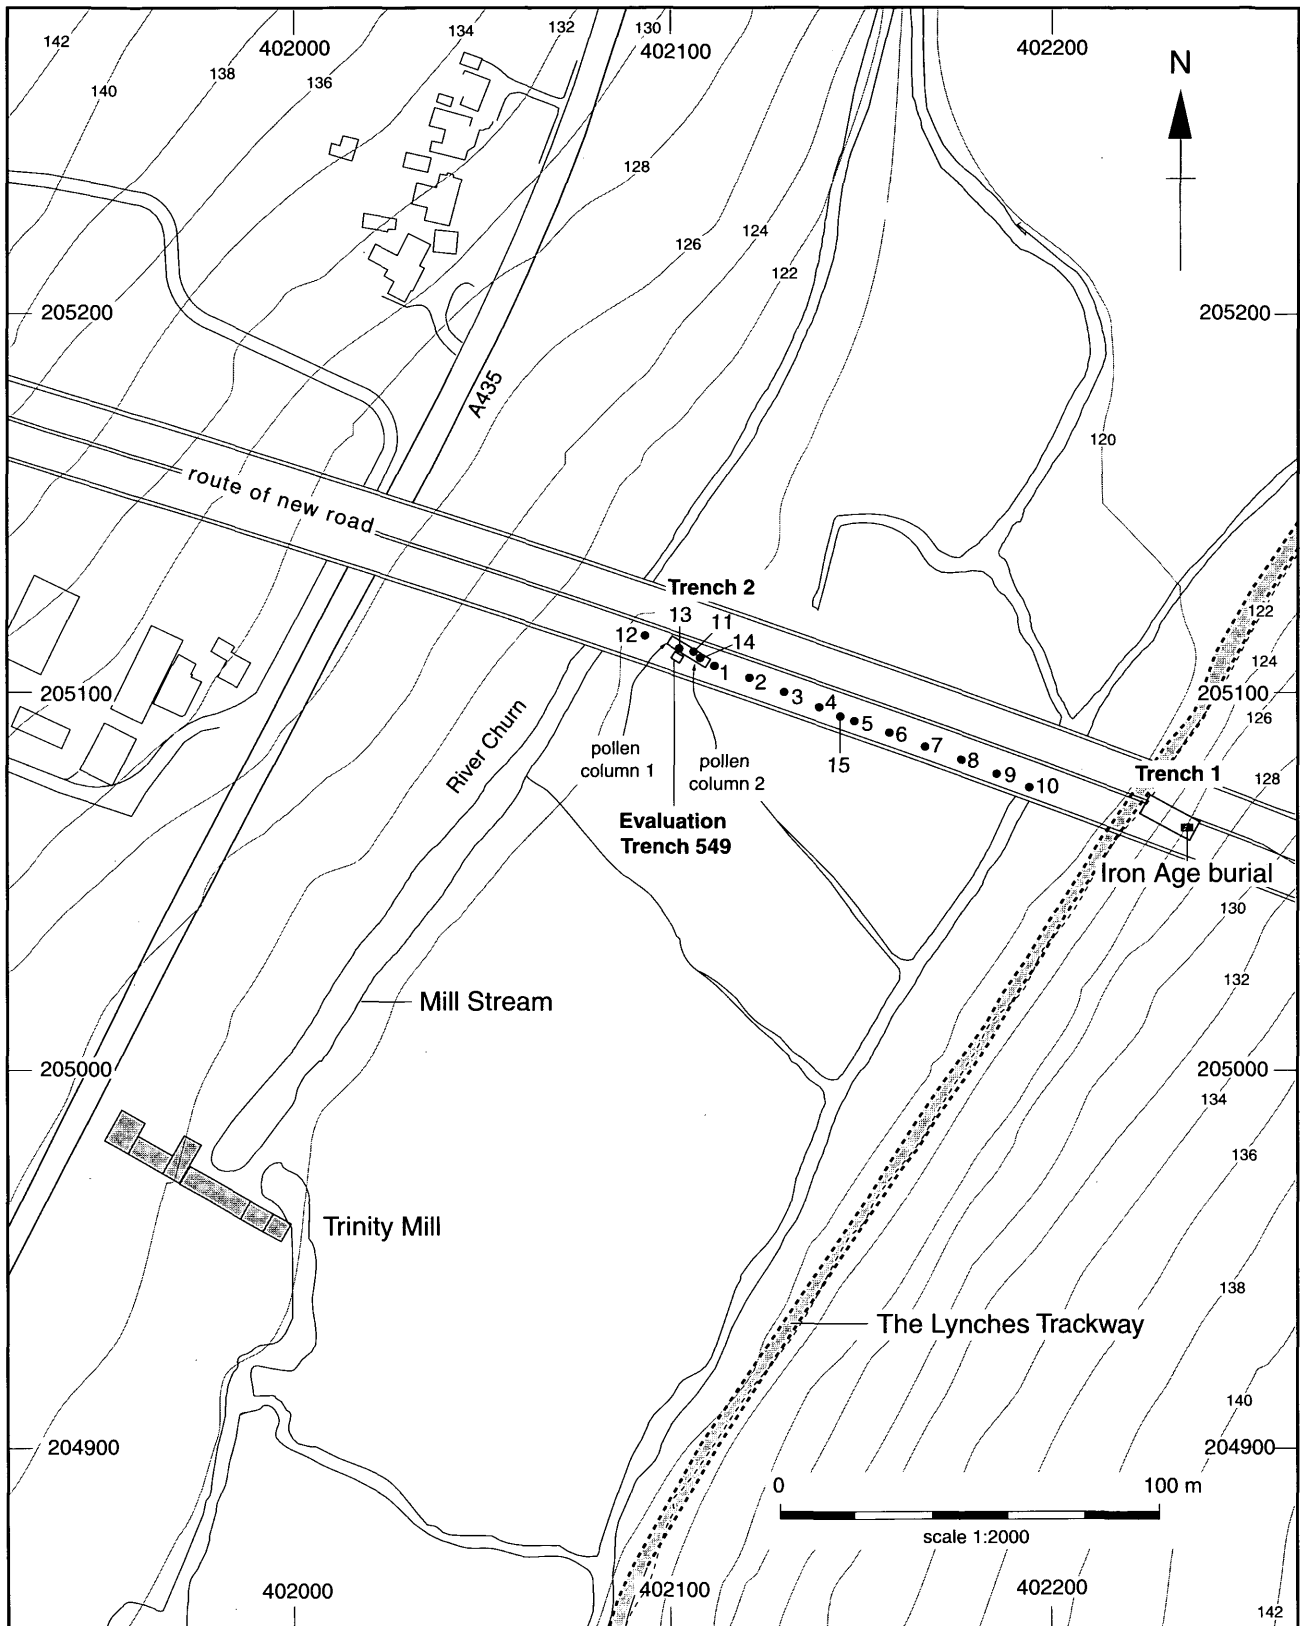 402000
402100
402200
142
134
132
130
138
136
140
N
128
126
124
122
205200
205200
A435
120
route of new road
Trench 2
13
11
12
14
1
2
3
4
5
6
7
8
9
10
15
122
124
126
128
205100
205100
pollen
column 1
pollen
column 2
River Churn
Trench 1
Evaluation
Trench 549
Iron Age burial
130
132
Mill Stream
205000
205000
134
136
Trinity Mill
138
The Lynches Trackway
140
204900
204900
0
100 m
scale 1:2000
402000
402100
402200
142